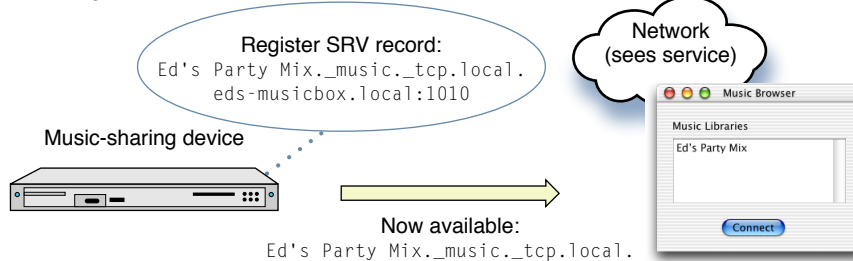 Register SRV record:
Ed's Party Mix._music._tcp.local.
eds-musicbox.local:1010
Network
(sees service)
Music Browser
Music Libraries
Ed's Party Mix
Connect
Music-sharing device
Now available:
Ed's Party Mix._music._tcp.local.